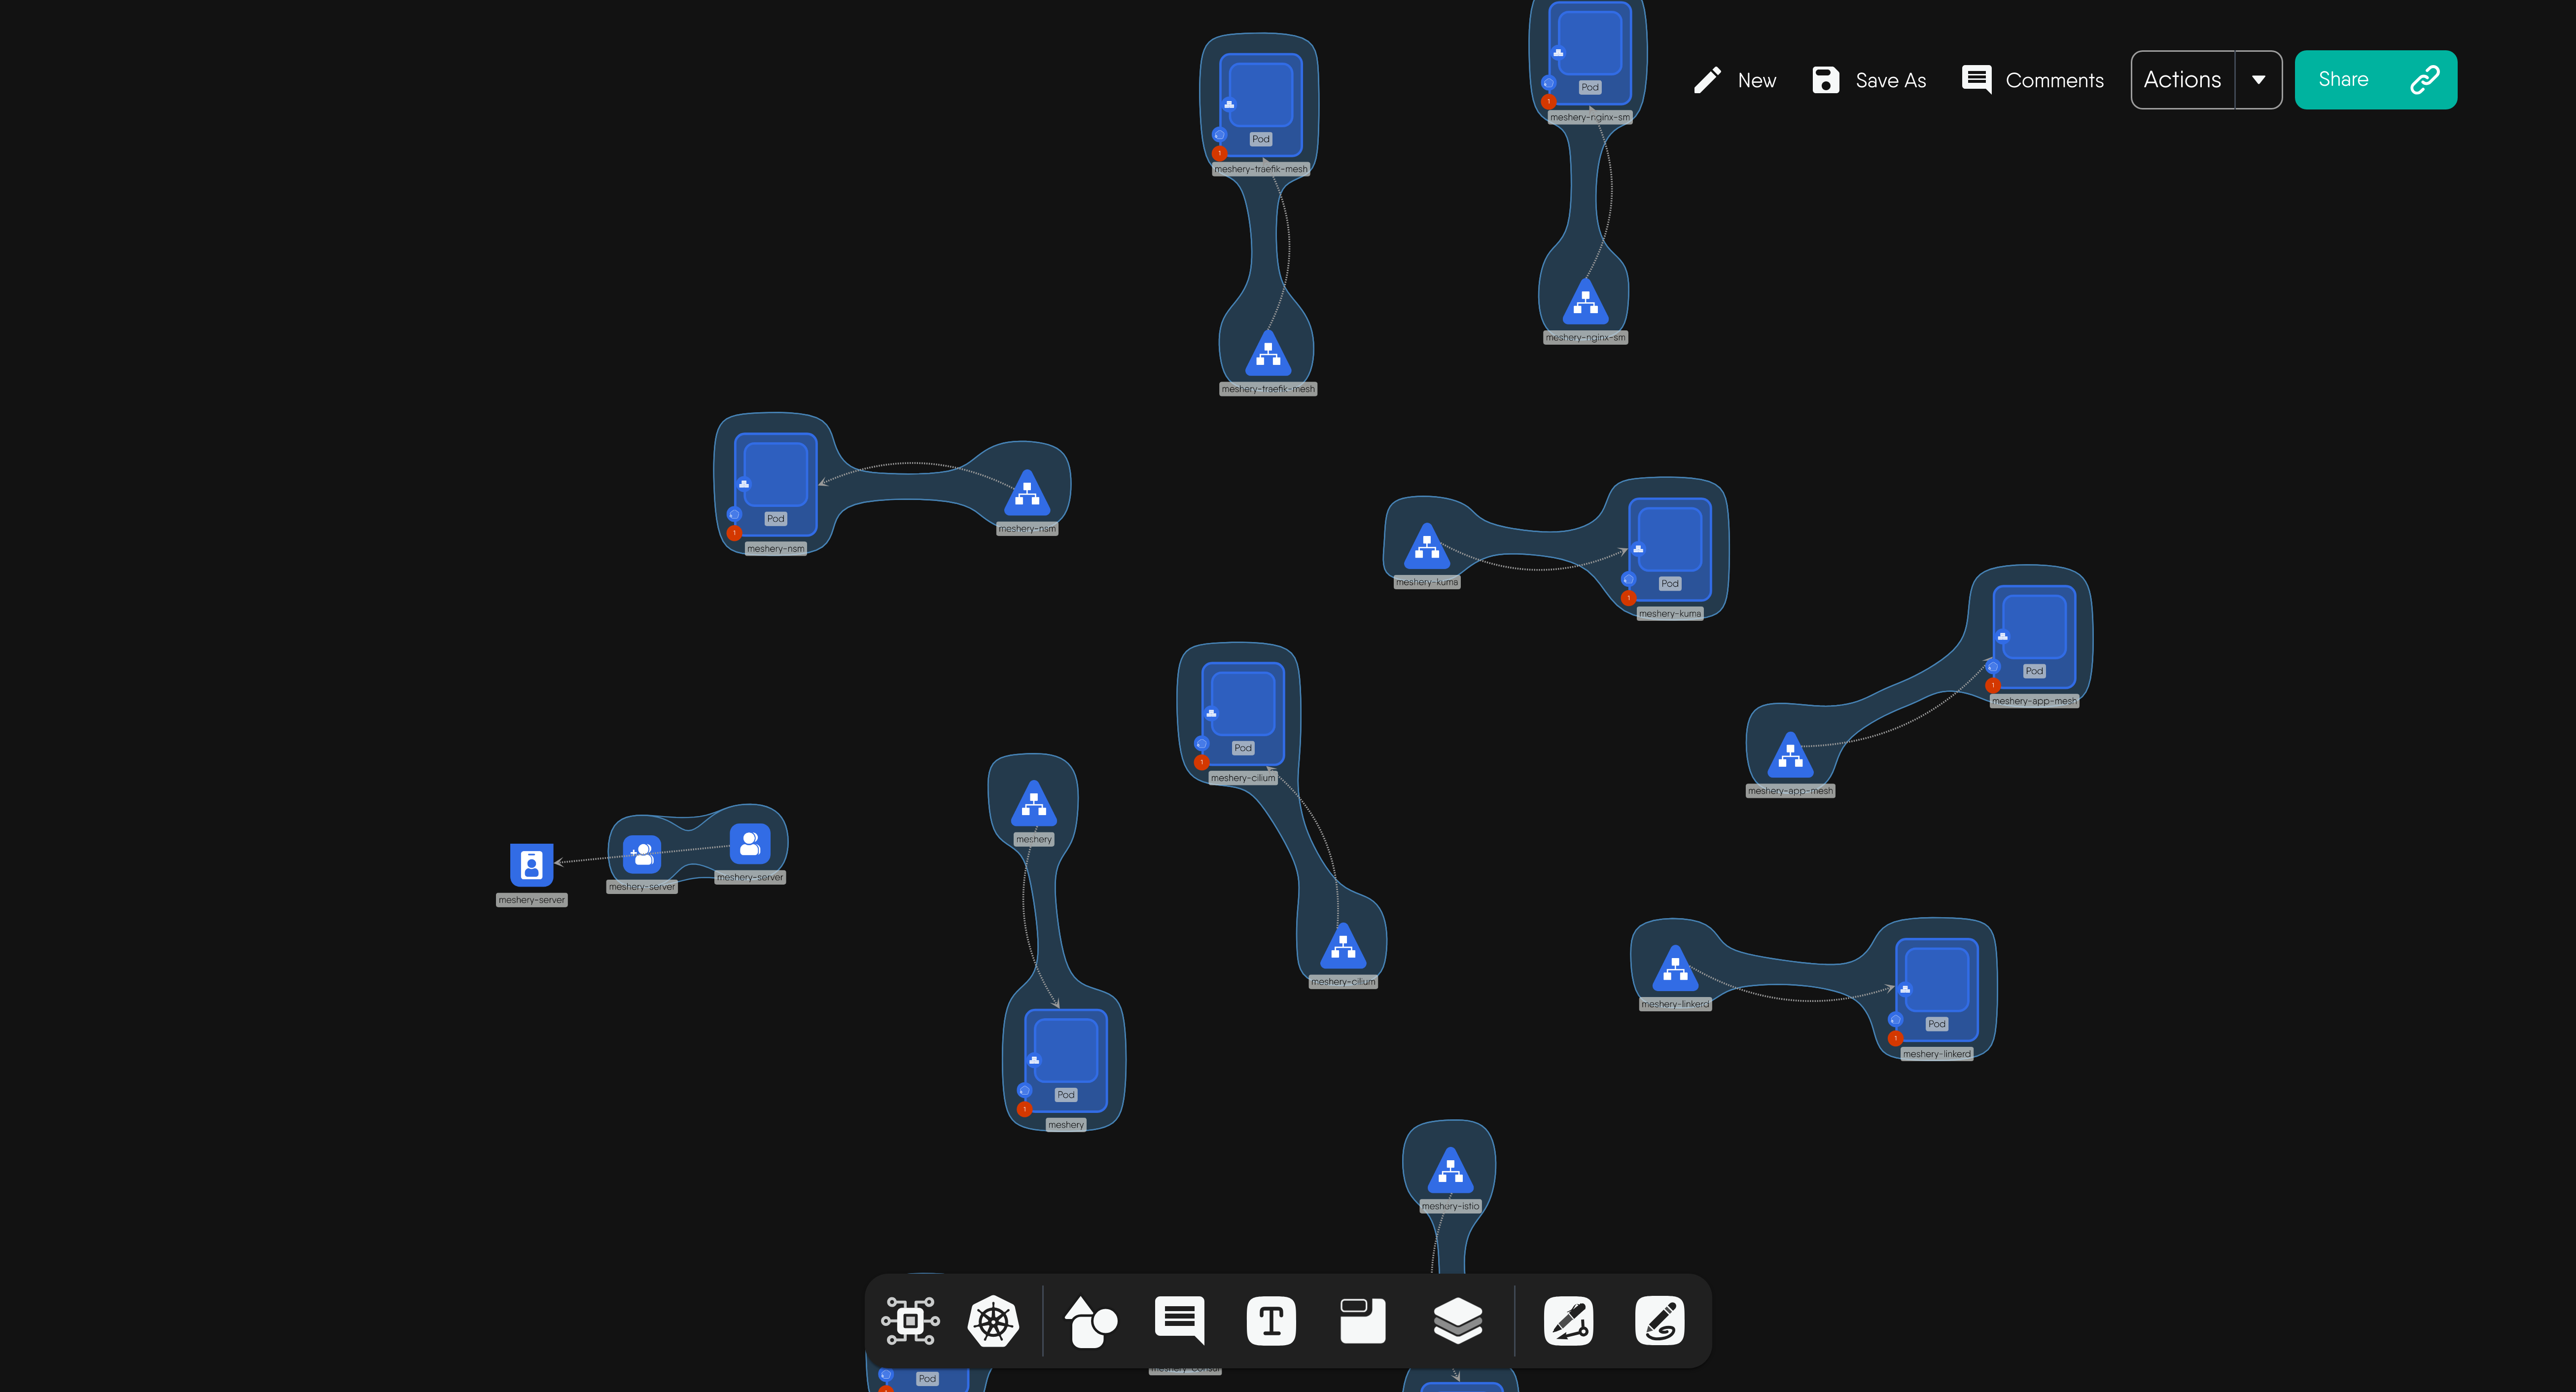 New
Save As
Comments
Actions
Share
Pod
meshery-nginx-sm
Pod
meshery-traefik-mesh
meshery-nginx-sm
meshery-traefik-mesh
Pod
meshery-nsm
meshery-nsm
meshery-kuma
Pod
meshery-kuma
Pod
meshery-app-mesh
meshery-app-mesh
Pod
meshery-cilium
meshery-cilium
meshery
Pod
meshery
meshery-server
meshery-server
meshery-server
meshery-linkerd
Pod
meshery-linkerd
meshery-istio
T
Pod